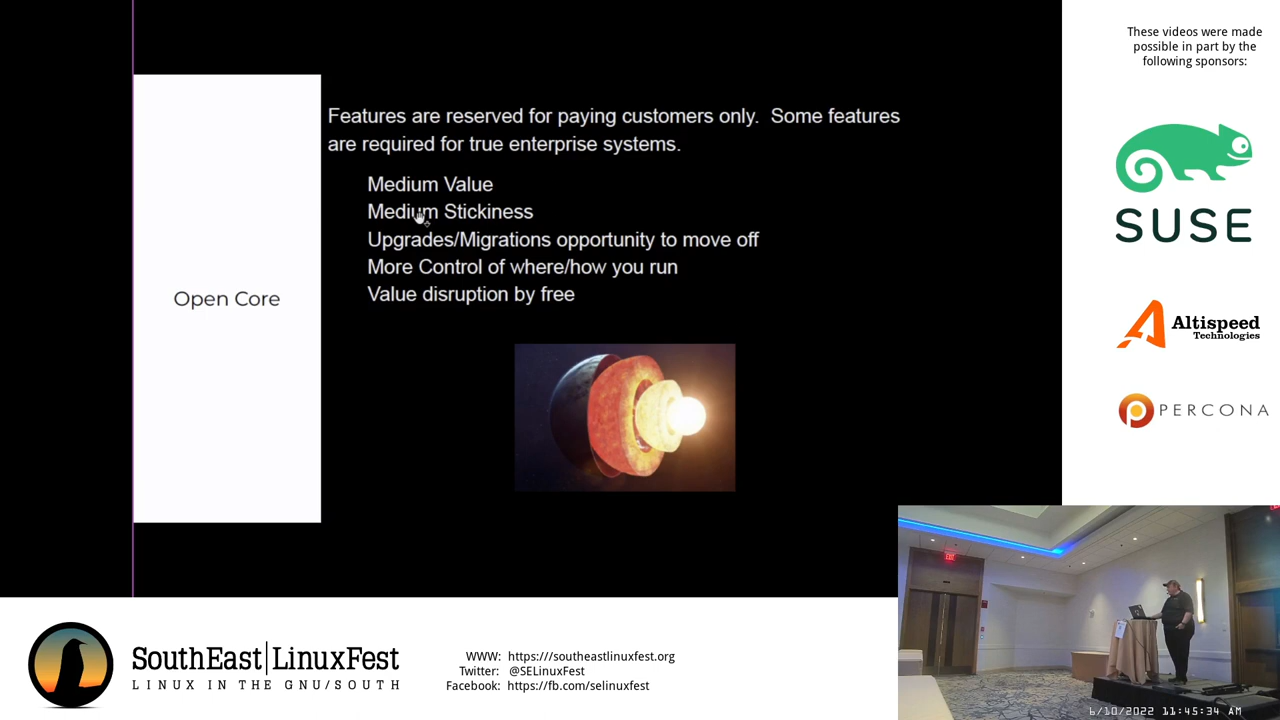 These videos were made
possible in part by the
following sponsors:
Features are reserved for paying customers only.  Some features
are required for true enterprise systems.
Medium Value
Medium Stickiness
Upgrades/Migrations opportunity to move off
More Control of where/how you run
Value disruption by free
Open Core
SUSE
Altispeed
Technologies
PERCONA
EXIT
SouthEast LinuxFest
LINUX IN THE GNU/SOUTH
WWW: https://southeastlinuxfest.org
Twitter: @SELinuxFest
Facebook: https://fb.com/selinuxfest
6/10/2022 11:45:34 AM